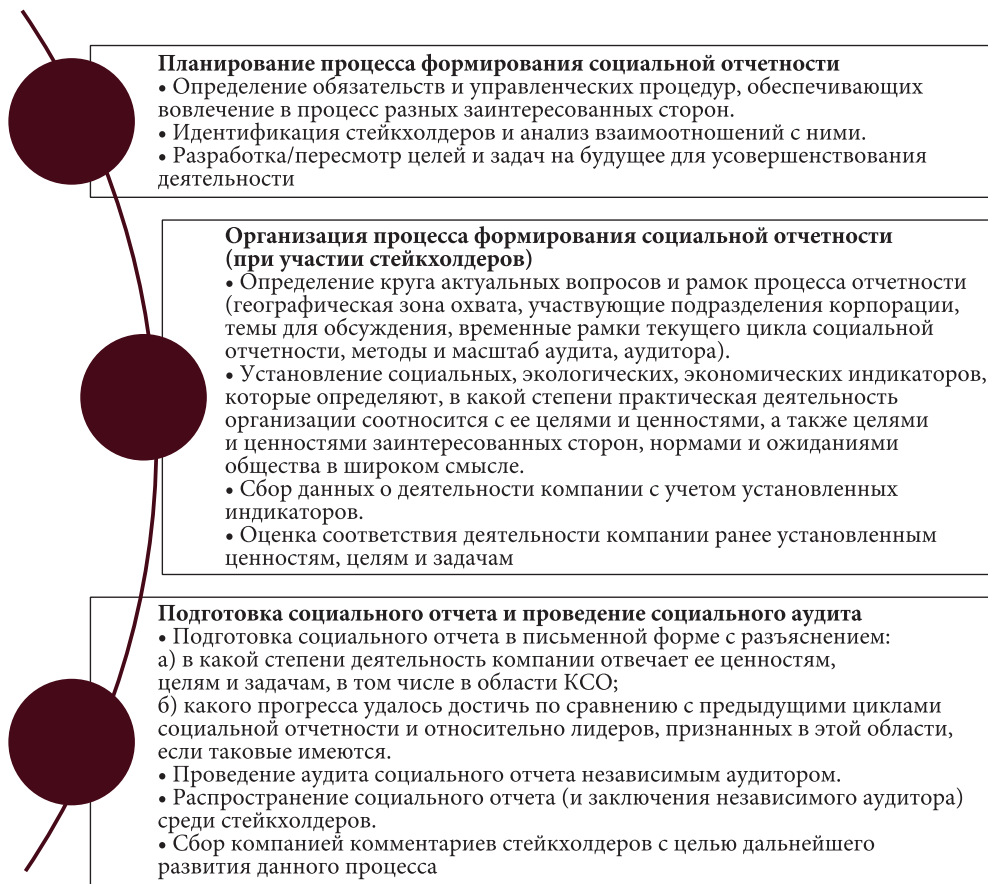 Планирование процесса формирования социальной отчетности
• Определение обязательств и управленческих процедур, обеспечивающих
вовлечение в процесс разных заинтересованных сторон.
• Идентификация стейкхолдеров и анализ взаимоотношений с ними.
• Разработка/пересмотр целей и задач на будущее для усовершенствования
деятельности
Организация процесса формирования социальной отчетности
(при участии стейкхолдеров)
• Определение круга актуальных вопросов и рамок процесса отчетности
(географическая зона охвата, участвующие подразделения корпорации,
темы для обсуждения, временные рамки текущего цикла социальной
отчетности, методы и масштаб аудита, аудитора).
• Установление социальных, экологических, экономических индикаторов,
которые определяют, в какой степени практическая деятельность
организации соотносится с ее целями и ценностями, а также целями
и ценностями заинтересованных сторон, нормами и ожиданиями
общества в широком смысле.
• Сбор данных о деятельности компании с учетом установленных
индикаторов.
• Оценка соответствия деятельности компании ранее установленным
ценностям, целям и задачам
Подготовка социального отчета и проведение социального аудита
• Подготовка социального отчета в письменной форме с разъяснением:
а) в какой степени деятельность компании отвечает ее ценностям,
целям и задачам, в том числе в области КСО;
б) какого прогресса удалось достичь по сравнению с предыдущими циклами
социальной отчетности и относительно лидеров, признанных в этой области,
если таковые имеются.
• Проведение аудита социального отчета независимым аудитором.
• Распространение социального отчета (и заключения независимого аудитора)
среди стейкхолдеров.
• Сбор компанией комментариев стейкхолдеров с целью дальнейшего
развития данного процесса